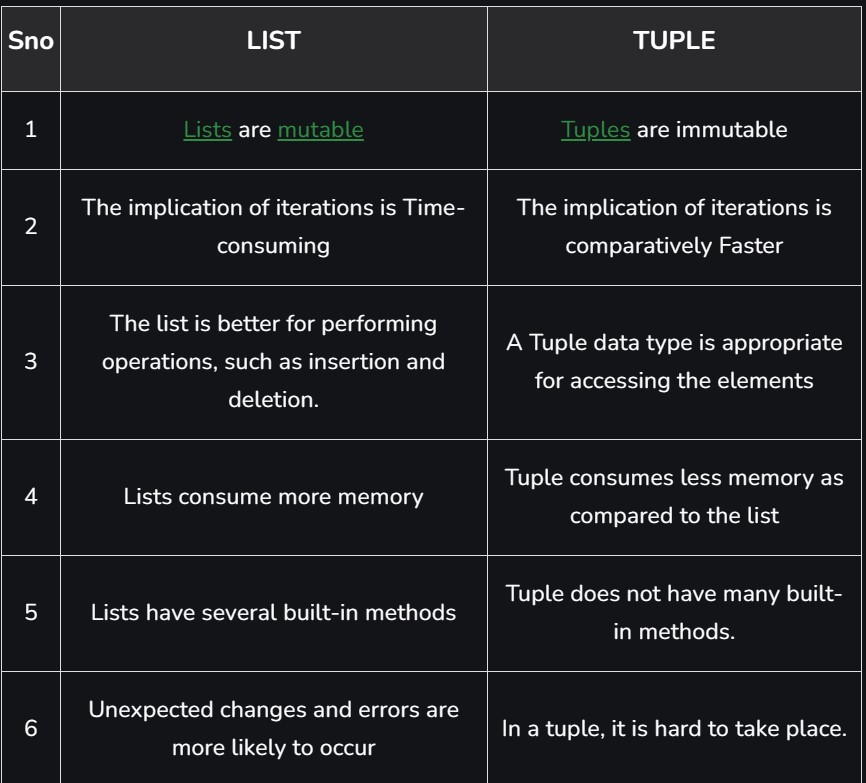 Sno LIST TUPLE
1 Lists are mutable Tuples are immutable
2 The implication of iterations is Time-
consuming The implication of iterations is
comparatively Faster
3 The list is better for performing
operations, such as insertion and
deletion. A Tuple data type is appropriate
for accessing the elements
4 Lists consume more memory Tuple consumes less memory as
compared to the list
5 Lists have several built-in methods Tuple does not have many built-
in methods.
6 Unexpected changes and errors are
more likely to occur In a tuple, it is hard to take place.